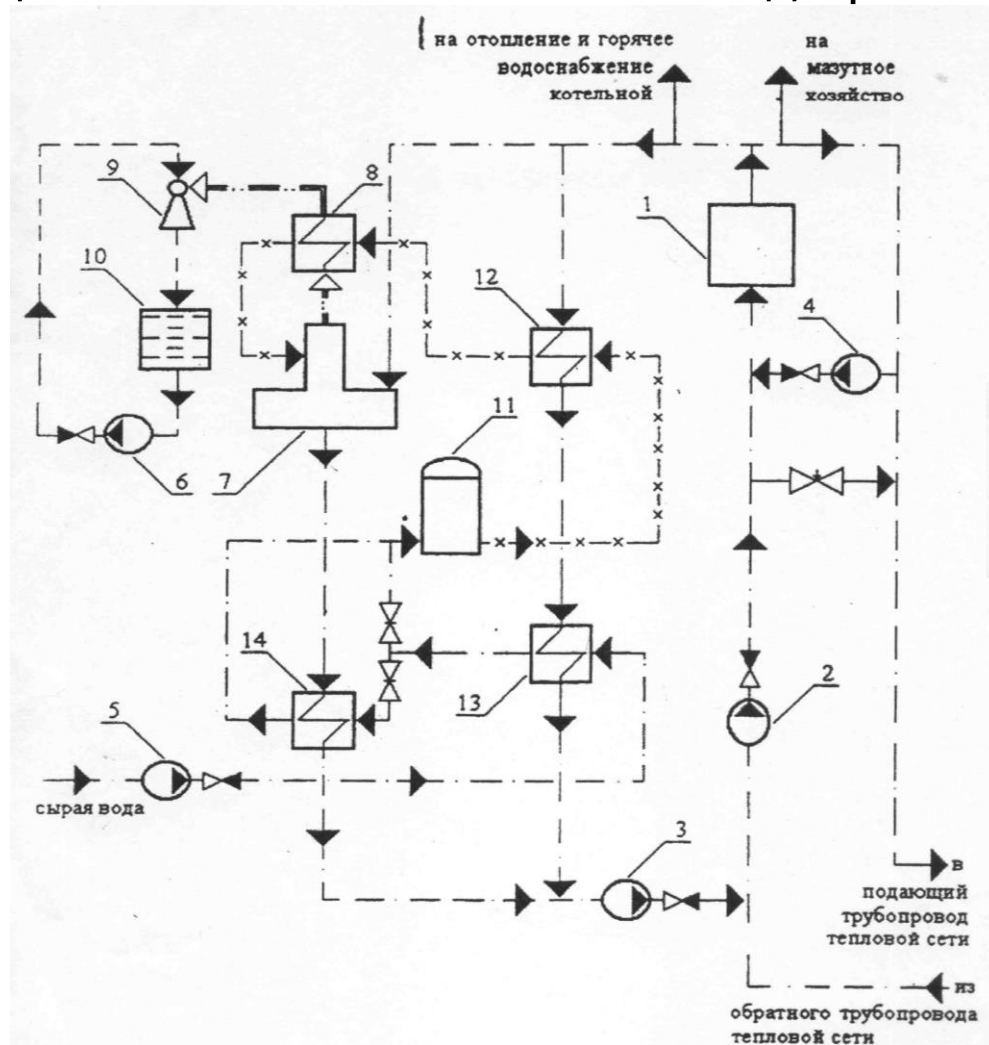 на отопление и горячее
водоснабжение
котельной
на
мазутное
хозяйство
9
8
1
10
12
4
11
6
7
14
13
2
5
сырая вода
3
в
подающий
трубопровод
тепловой сети
из
обратного трубопровода
тепловой сети